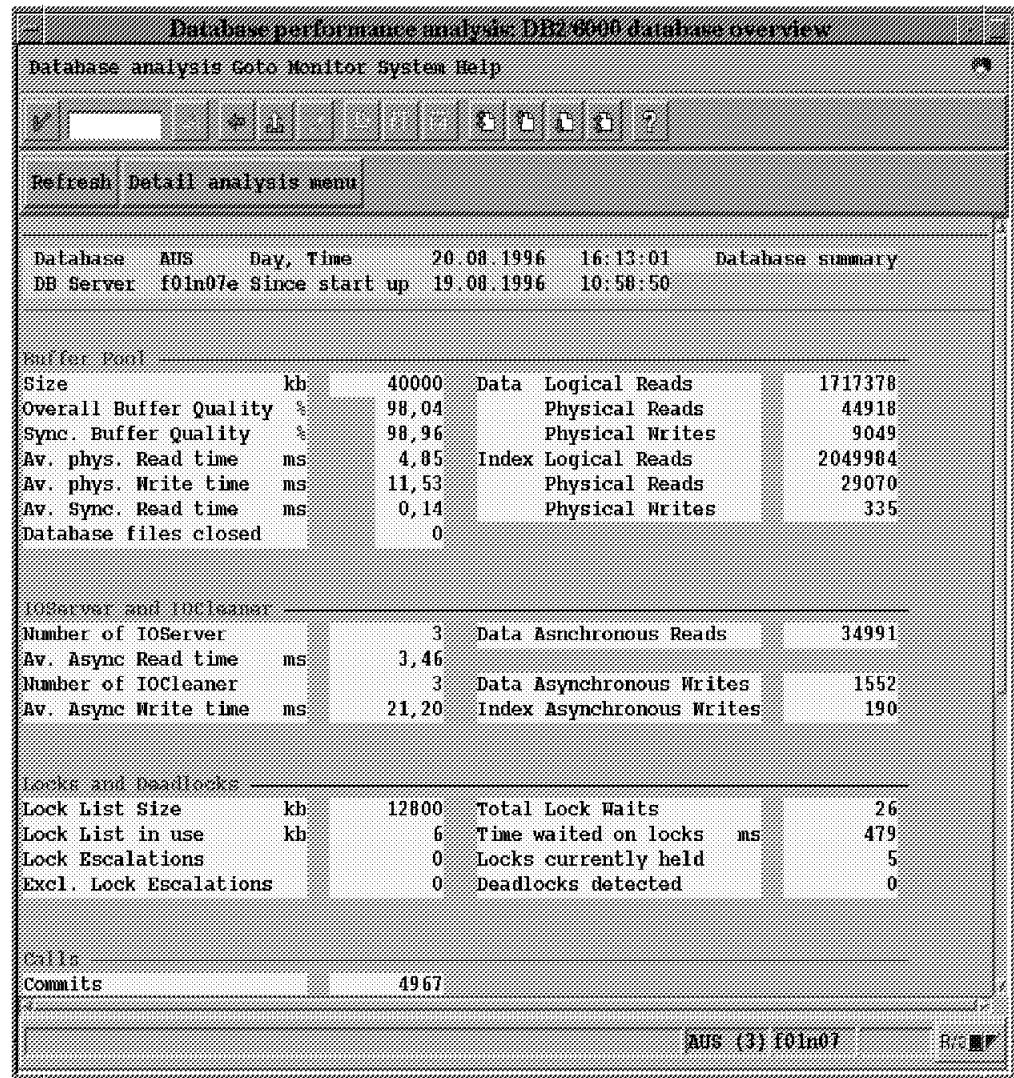 Database performance analysis: DB2/6000 database overview
Database analysis Goto Monitor System Help
Refresh Detail analysis menu
Database AUS Day, Time 20.08.1996 16:13:01 Database summary
DB Server f01n07e Since start up 19.08.1996 10:58:50
Buffer Pool
Size kb 40000 Data Logical Reads 1717378
Overall Buffer Quality % 98,04 Physical Reads 44918
Sync. Buffer Quality % 98,96 Physical Writes 9049
Av. phys. Read time ms 4,85 Index Logical Reads 2049984
Av. phys. Write time ms 11,53 Physical Reads 29070
Av. Sync. Read time ms 0,14 Physical Writes 335
Database files closed 0
IOServer and IOCleaner
Number of IOServer 3 Data Asnchronous Reads 34991
Av. Async Read time ms 3,46
Number of IOCleaner 3 Data Asynchronous Writes 1552
Av. Async Write time ms 21,20 Index Asynchronous Writes 190
Locks and Deadlocks
Lock List Size kb 12800 Total Lock Waits 26
Lock List in use kb 6 Time waited on locks ms 479
Lock Escalations 0 Locks currently held 5
Excl. Lock Escalations 0 Deadlocks detected 0
Calls
Commits 4967
AUS (3) f01n07